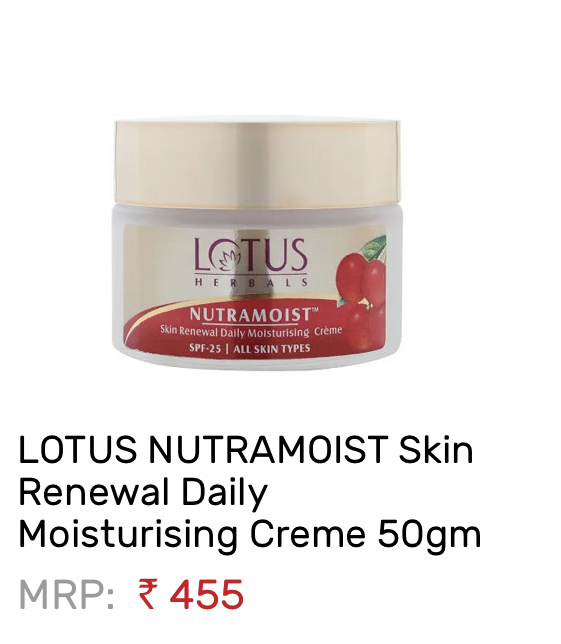 LOTUS
HERBALS
NUTRAMOIST™
Skin Renewal Daily Moisturising Crème
SPF-25 | ALL SKIN TYPES
LOTUS NUTRAMOIST Skin
Renewal Daily
Moisturising Creme 50gm
MRP: ₹ 455